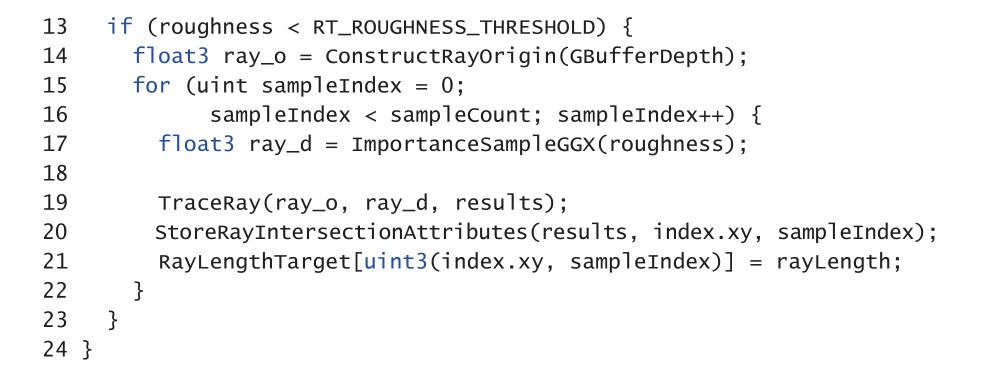 13   if (roughness < RT_ROUGHNESS_THRESHOLD) {
14     float3 ray_o = ConstructRayOrigin(GBufferDepth);
15     for (uint sampleIndex = 0;
16           sampleIndex < sampleCount; sampleIndex++) {
17       float3 ray_d = ImportanceSampleGGX(roughness);
18
19       TraceRay(ray_o, ray_d, results);
20       StoreRayIntersectionAttributes(results, index.xy, sampleIndex);
21       RayLengthTarget[uint3(index.xy, sampleIndex)] = rayLength;
22     }
23   }
24 }